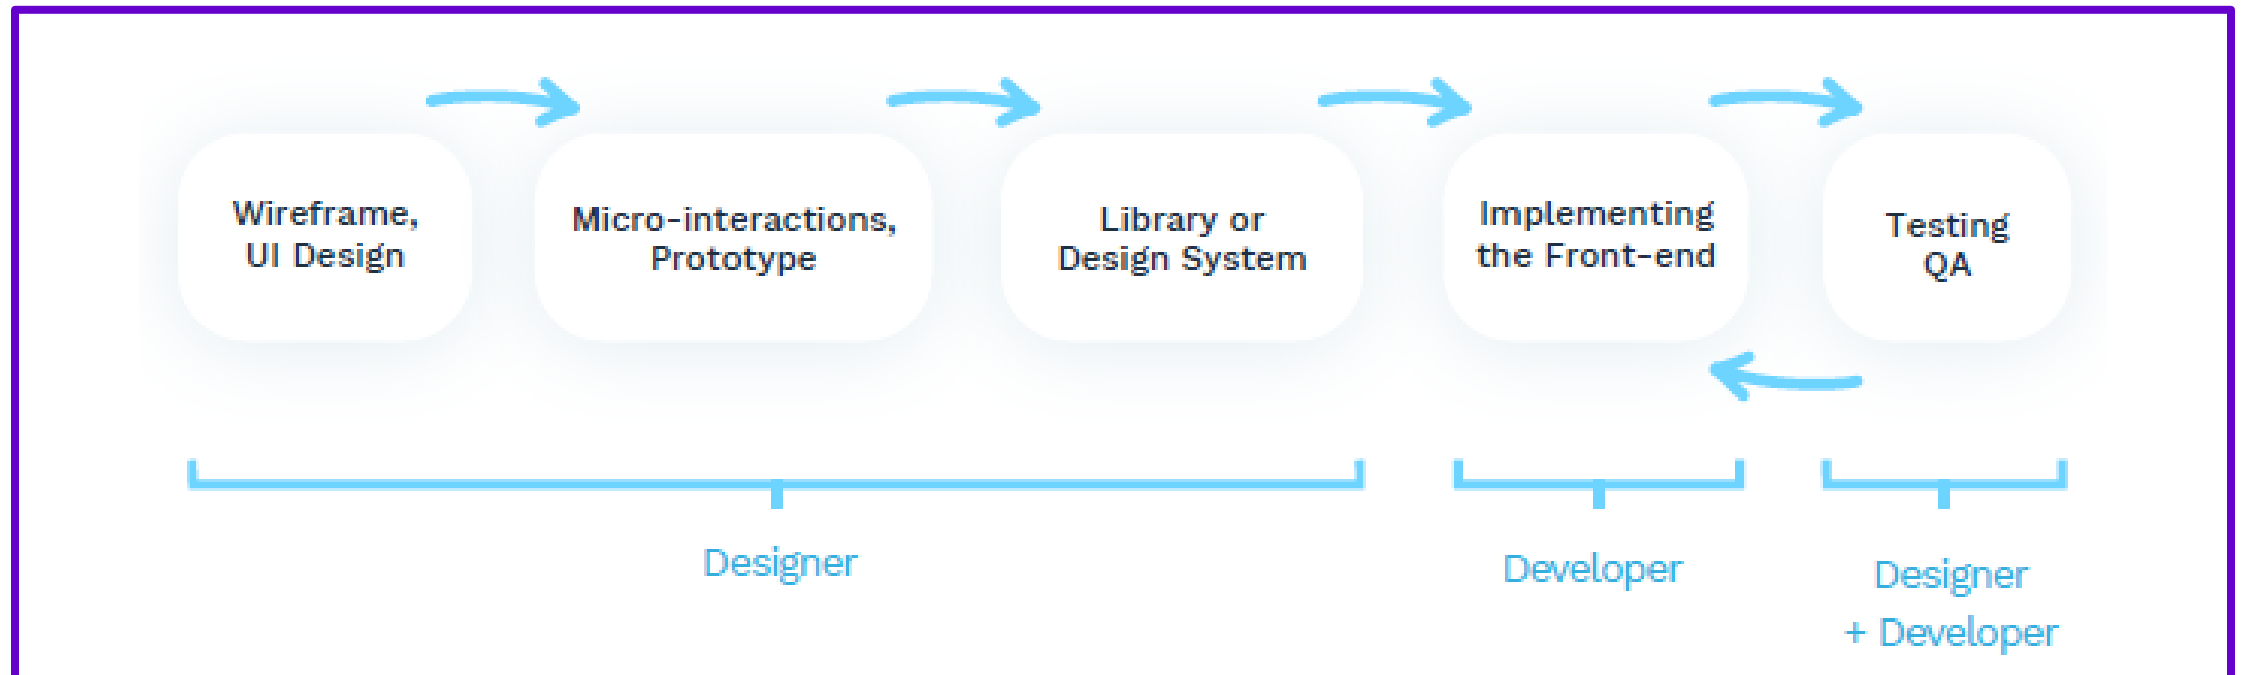 Wireframe,
UI Design
Micro-interactions,
Prototype
Library or
Design System
Implementing
the Front-end
Testing
QA
Designer
Developer
Designer
+ Developer